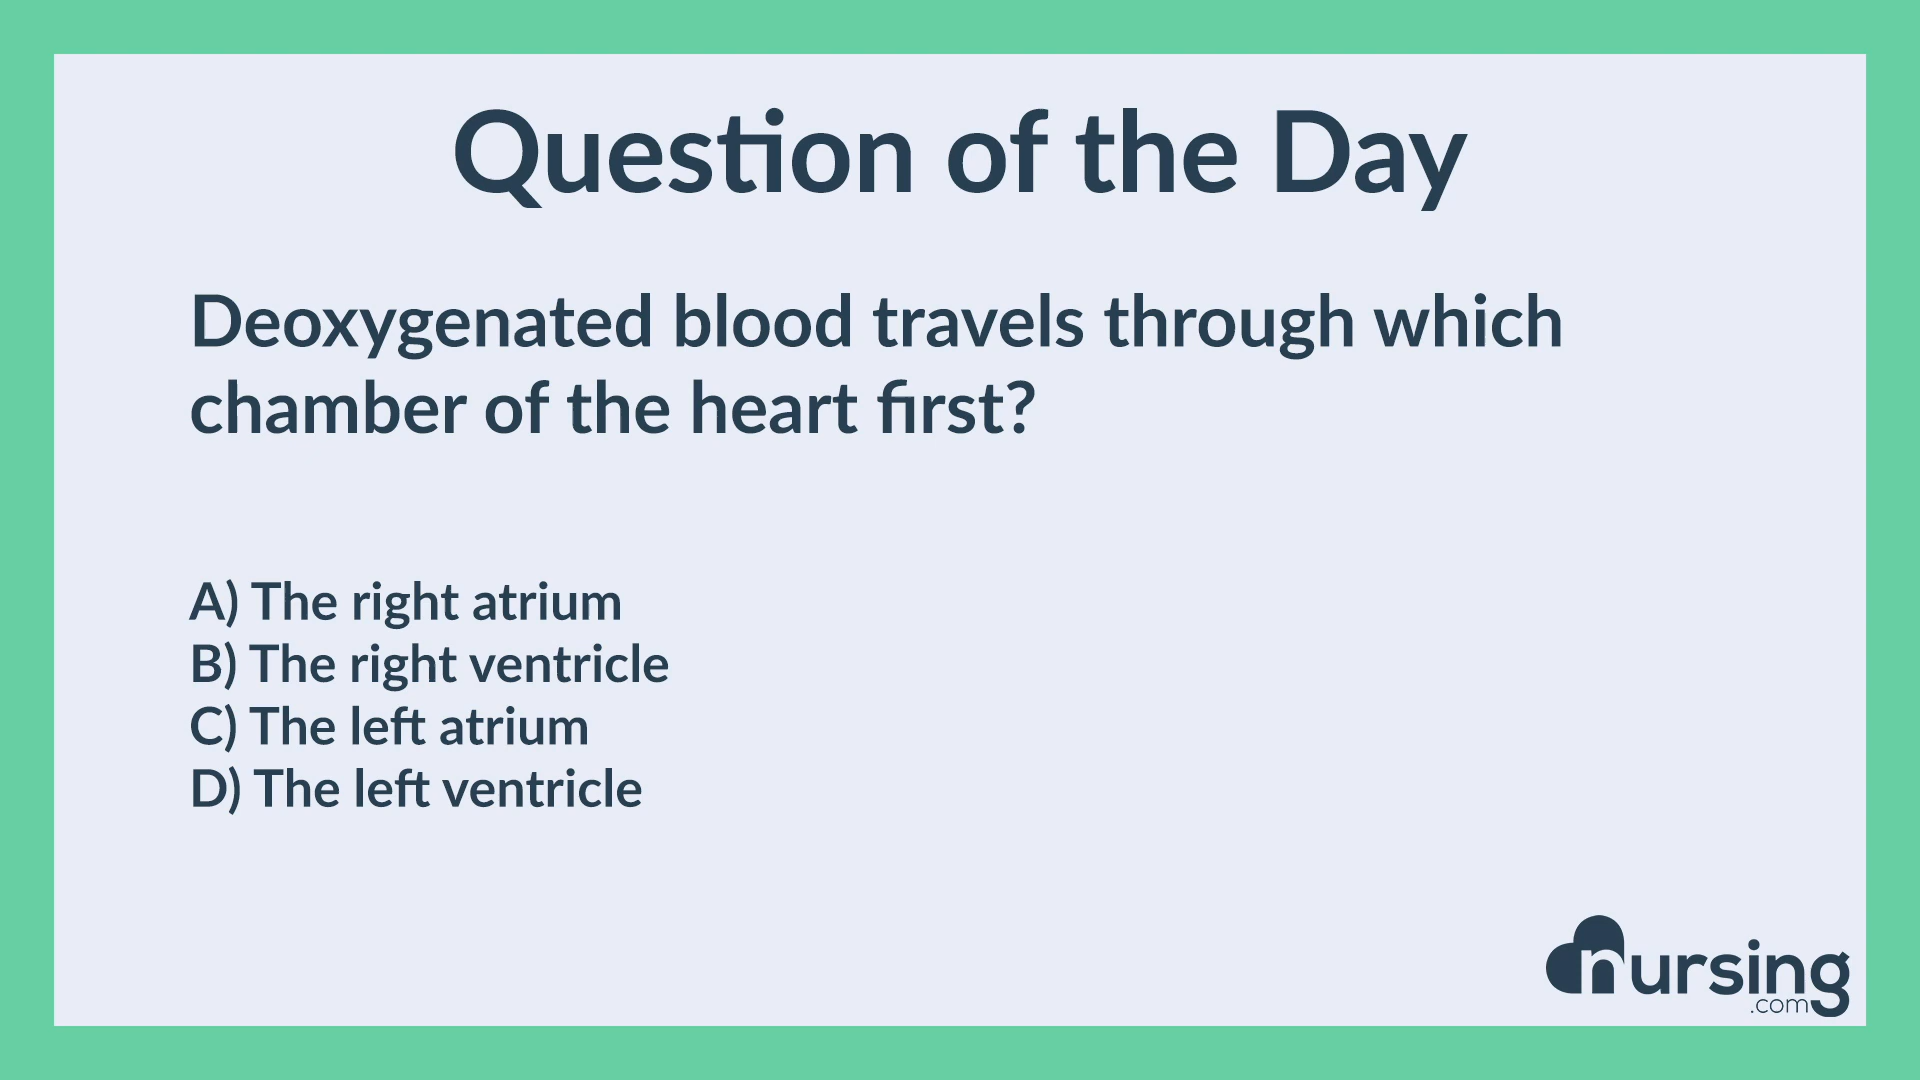 Question of the Day
Deoxygenated blood travels through which
chamber of the heart first?
A) The right atrium
B) The right ventricle
C) The left atrium
D) The left ventricle
nursing
.com